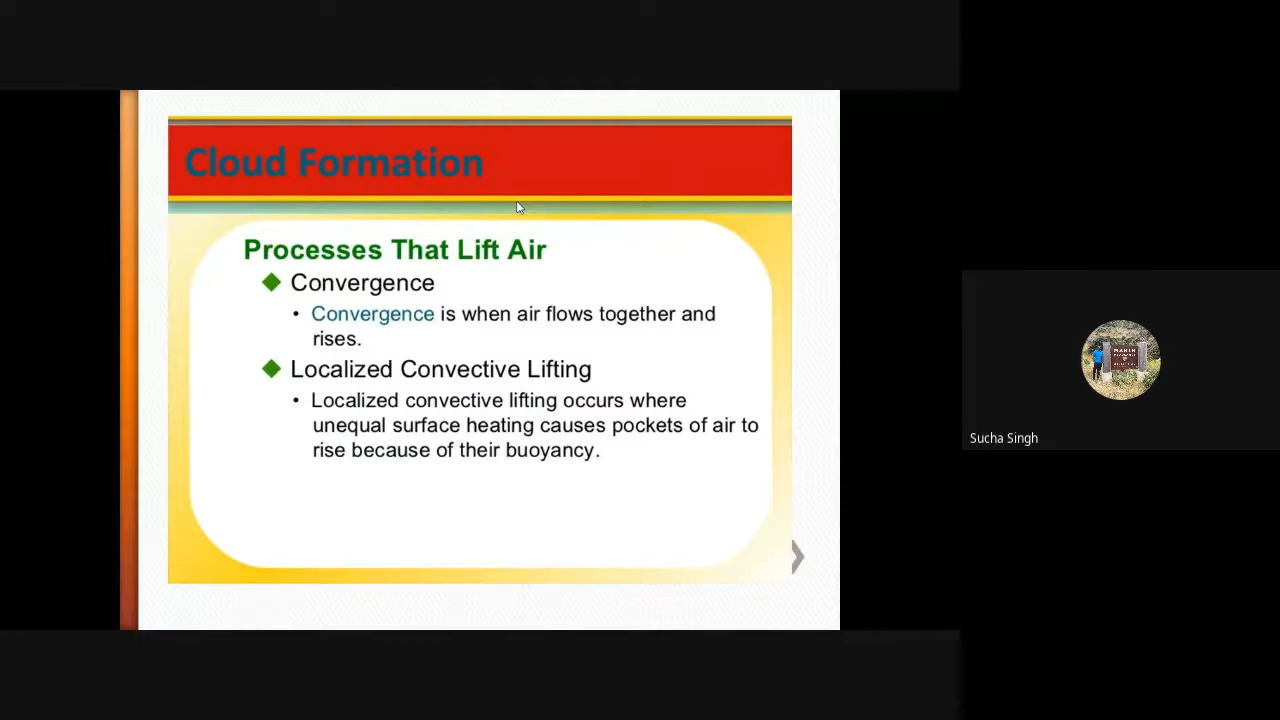 Cloud Formation
Processes That Lift Air
Convergence
• Convergence is when air flows together and
rises.
Localized Convective Lifting
• Localized convective lifting occurs where
unequal surface heating causes pockets of air to
rise because of their buoyancy.
Sucha Singh